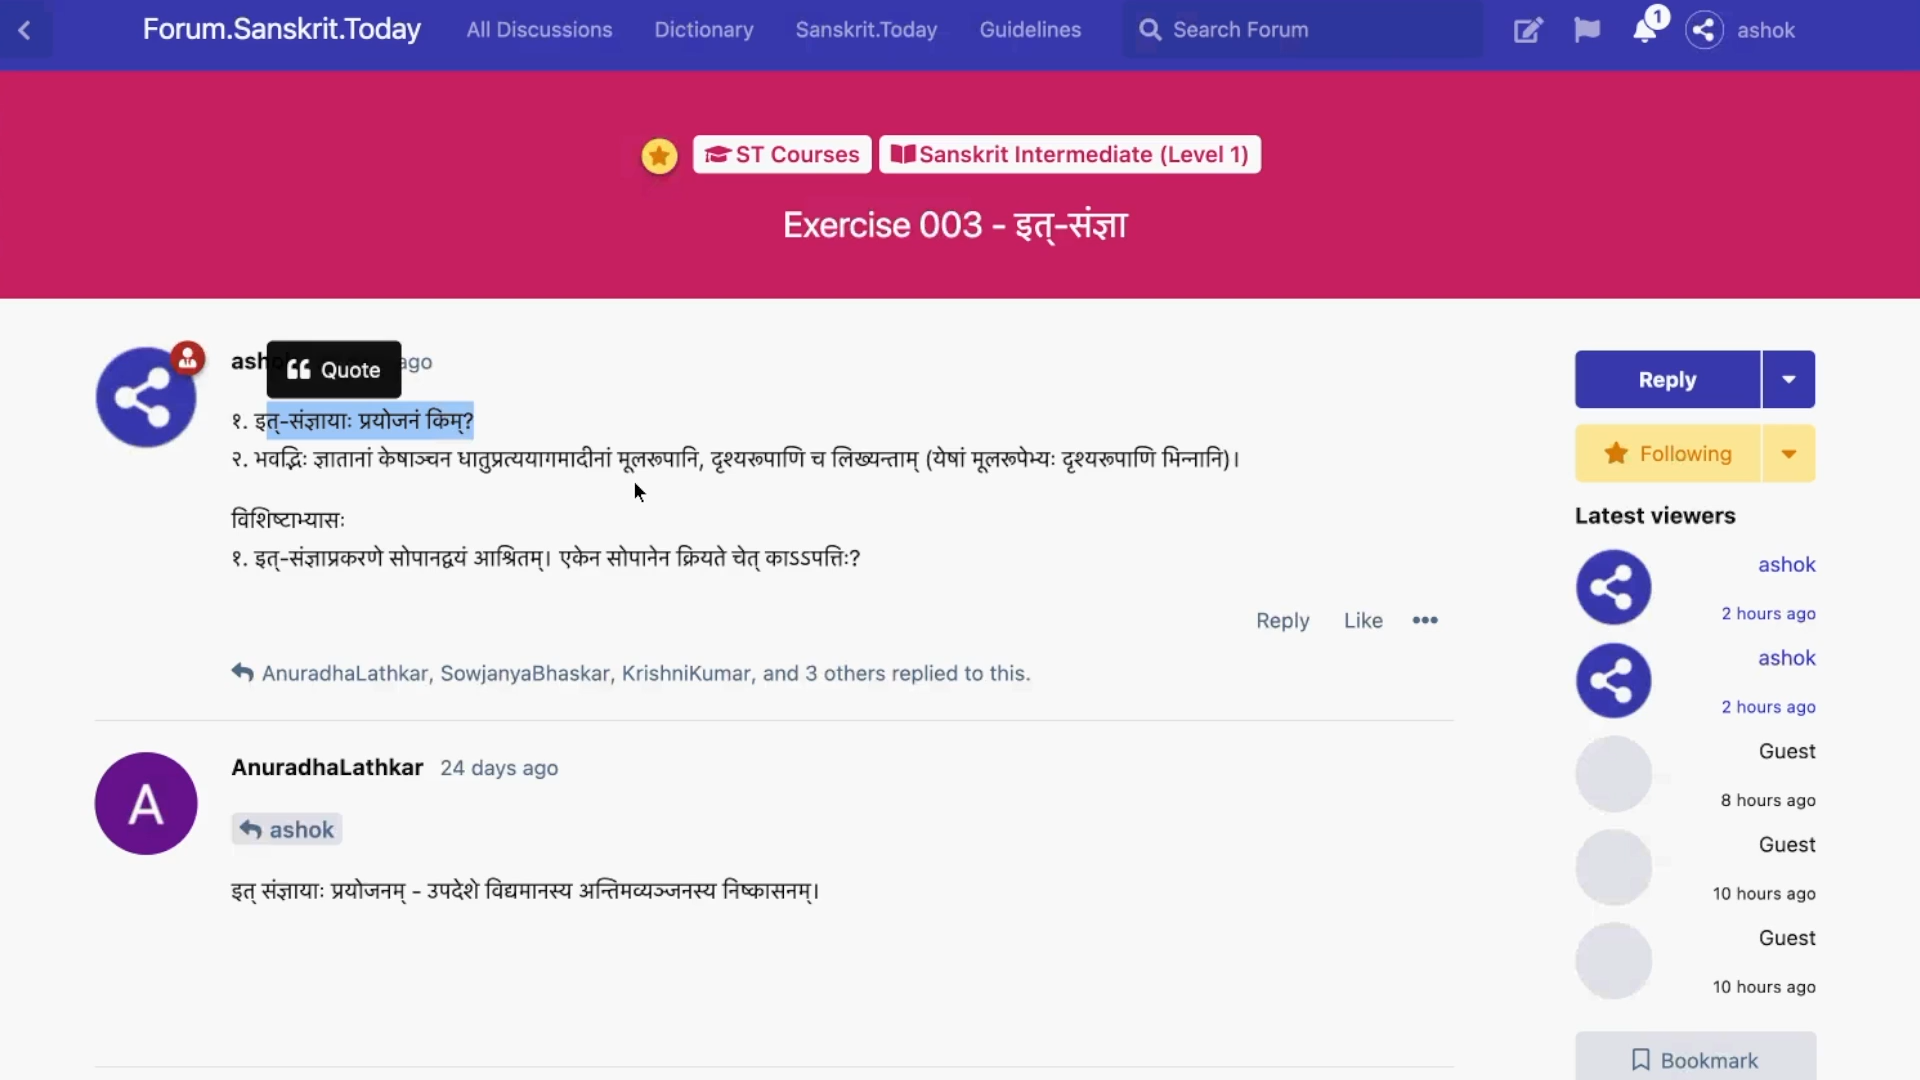 Forum.Sanskrit.Today
All Discussions
Dictionary
Sanskrit.Today
Guidelines
Search Forum
1
ashok
ST Courses
Sanskrit Intermediate (Level 1)
Exercise 003 - इत्-संज्ञा
ago
Quote
१. इत्-संज्ञायाः प्रयोजनं किम्?
२. भवद्भिः ज्ञातानां केषाञ्चन धातुप्रत्ययागमादीनां मूलरूपानि, दृश्यरूपाणि च लिख्यन्ताम् (येषां मूलरूपेभ्यः दृश्यरूपाणि भिन्नानि)।
विशिष्टाभ्यासः
१. इत्-संज्ञाप्रकरणे सोपानद्वयं आश्रितम्। एकेन सोपानेन क्रियते चेत् काऽऽपत्तिः?
Reply Like
AnuradhaLathkar, SowjanyaBhaskar, KrishniKumar, and 3 others replied to this.
A
AnuradhaLathkar 24 days ago
ashok
इत् संज्ञायाः प्रयोजनम् - उपदेशे विद्यमानस्य अन्तिमव्यञ्जनस्य निष्कासनम्।
Reply
Following
Latest viewers
ashok
2 hours ago
ashok
2 hours ago
Guest
8 hours ago
Guest
10 hours ago
Guest
10 hours ago
Bookmark